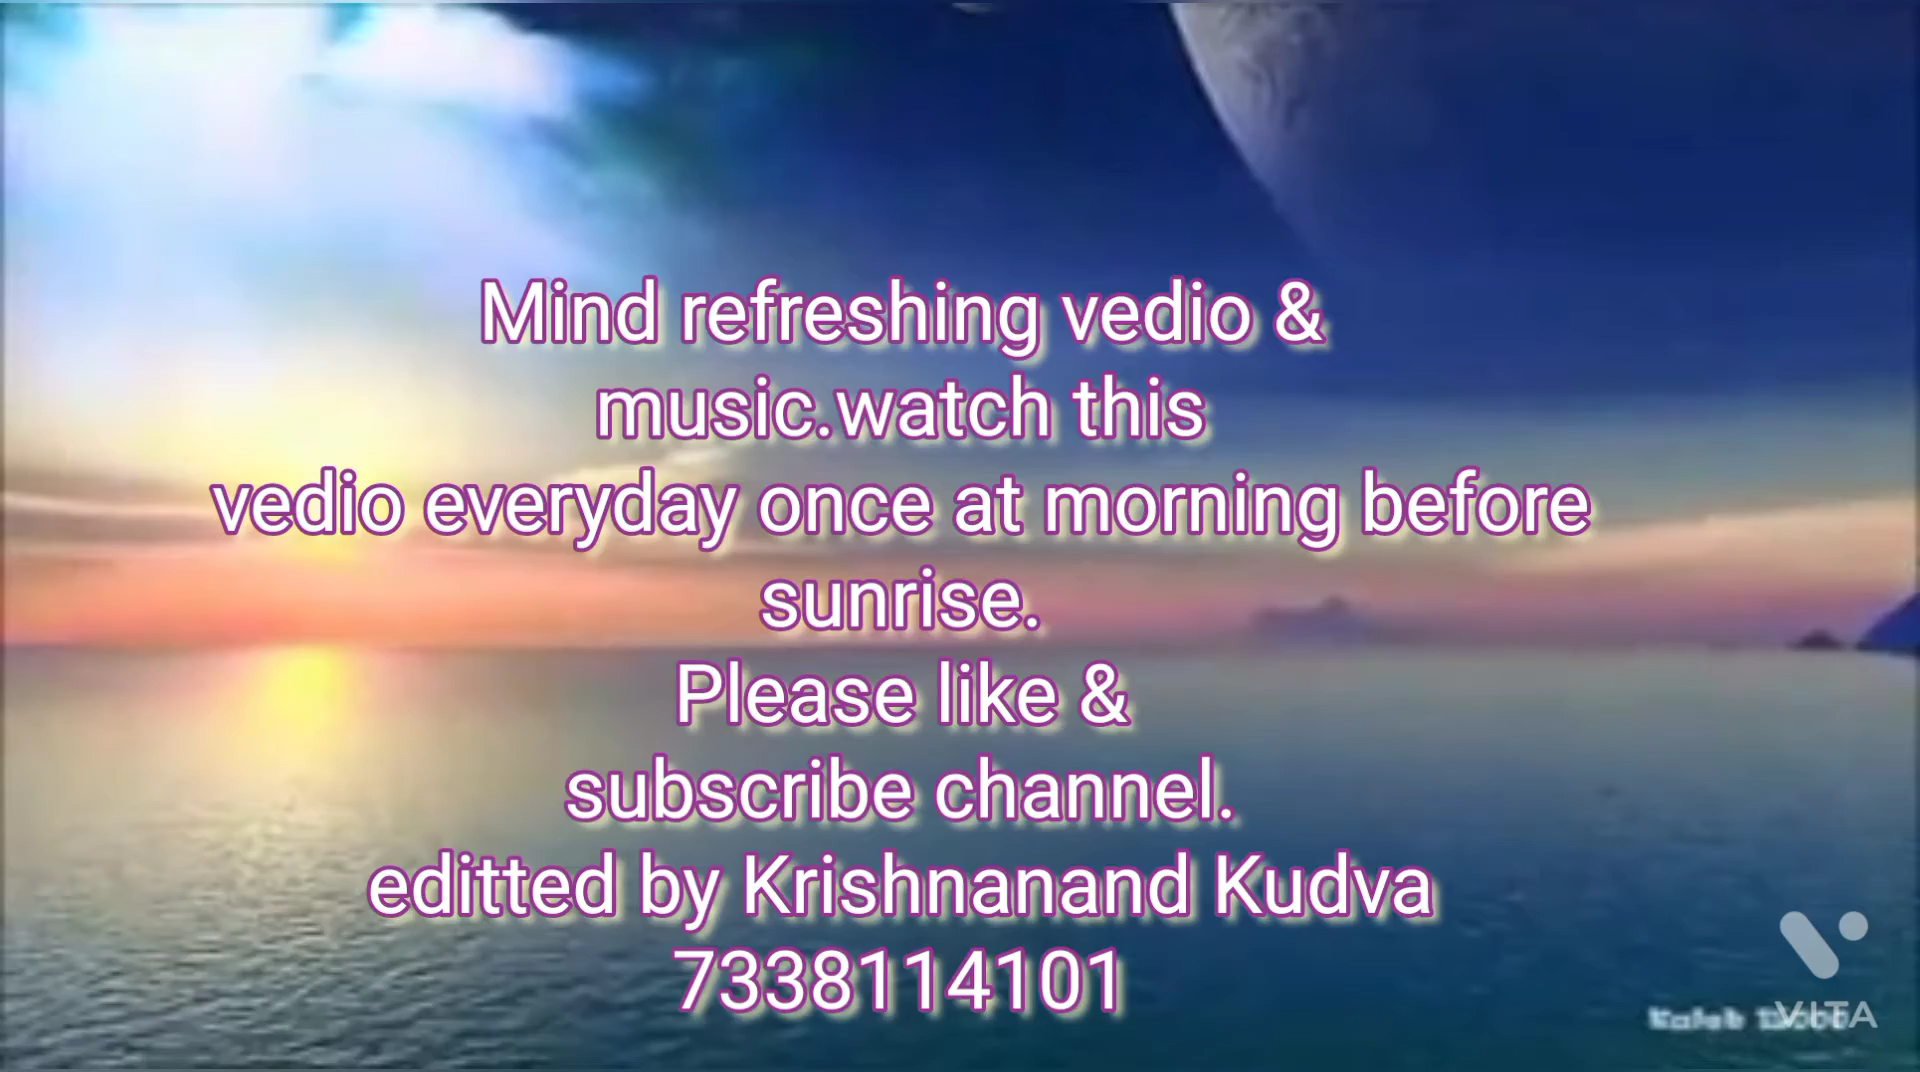 Mind refreshing vedio &
music.watch this
vedio everyday once at morning before
sunrise.
Please like &
subscribe channel.
editted by Krishnanand Kudva
7338114101
VITA